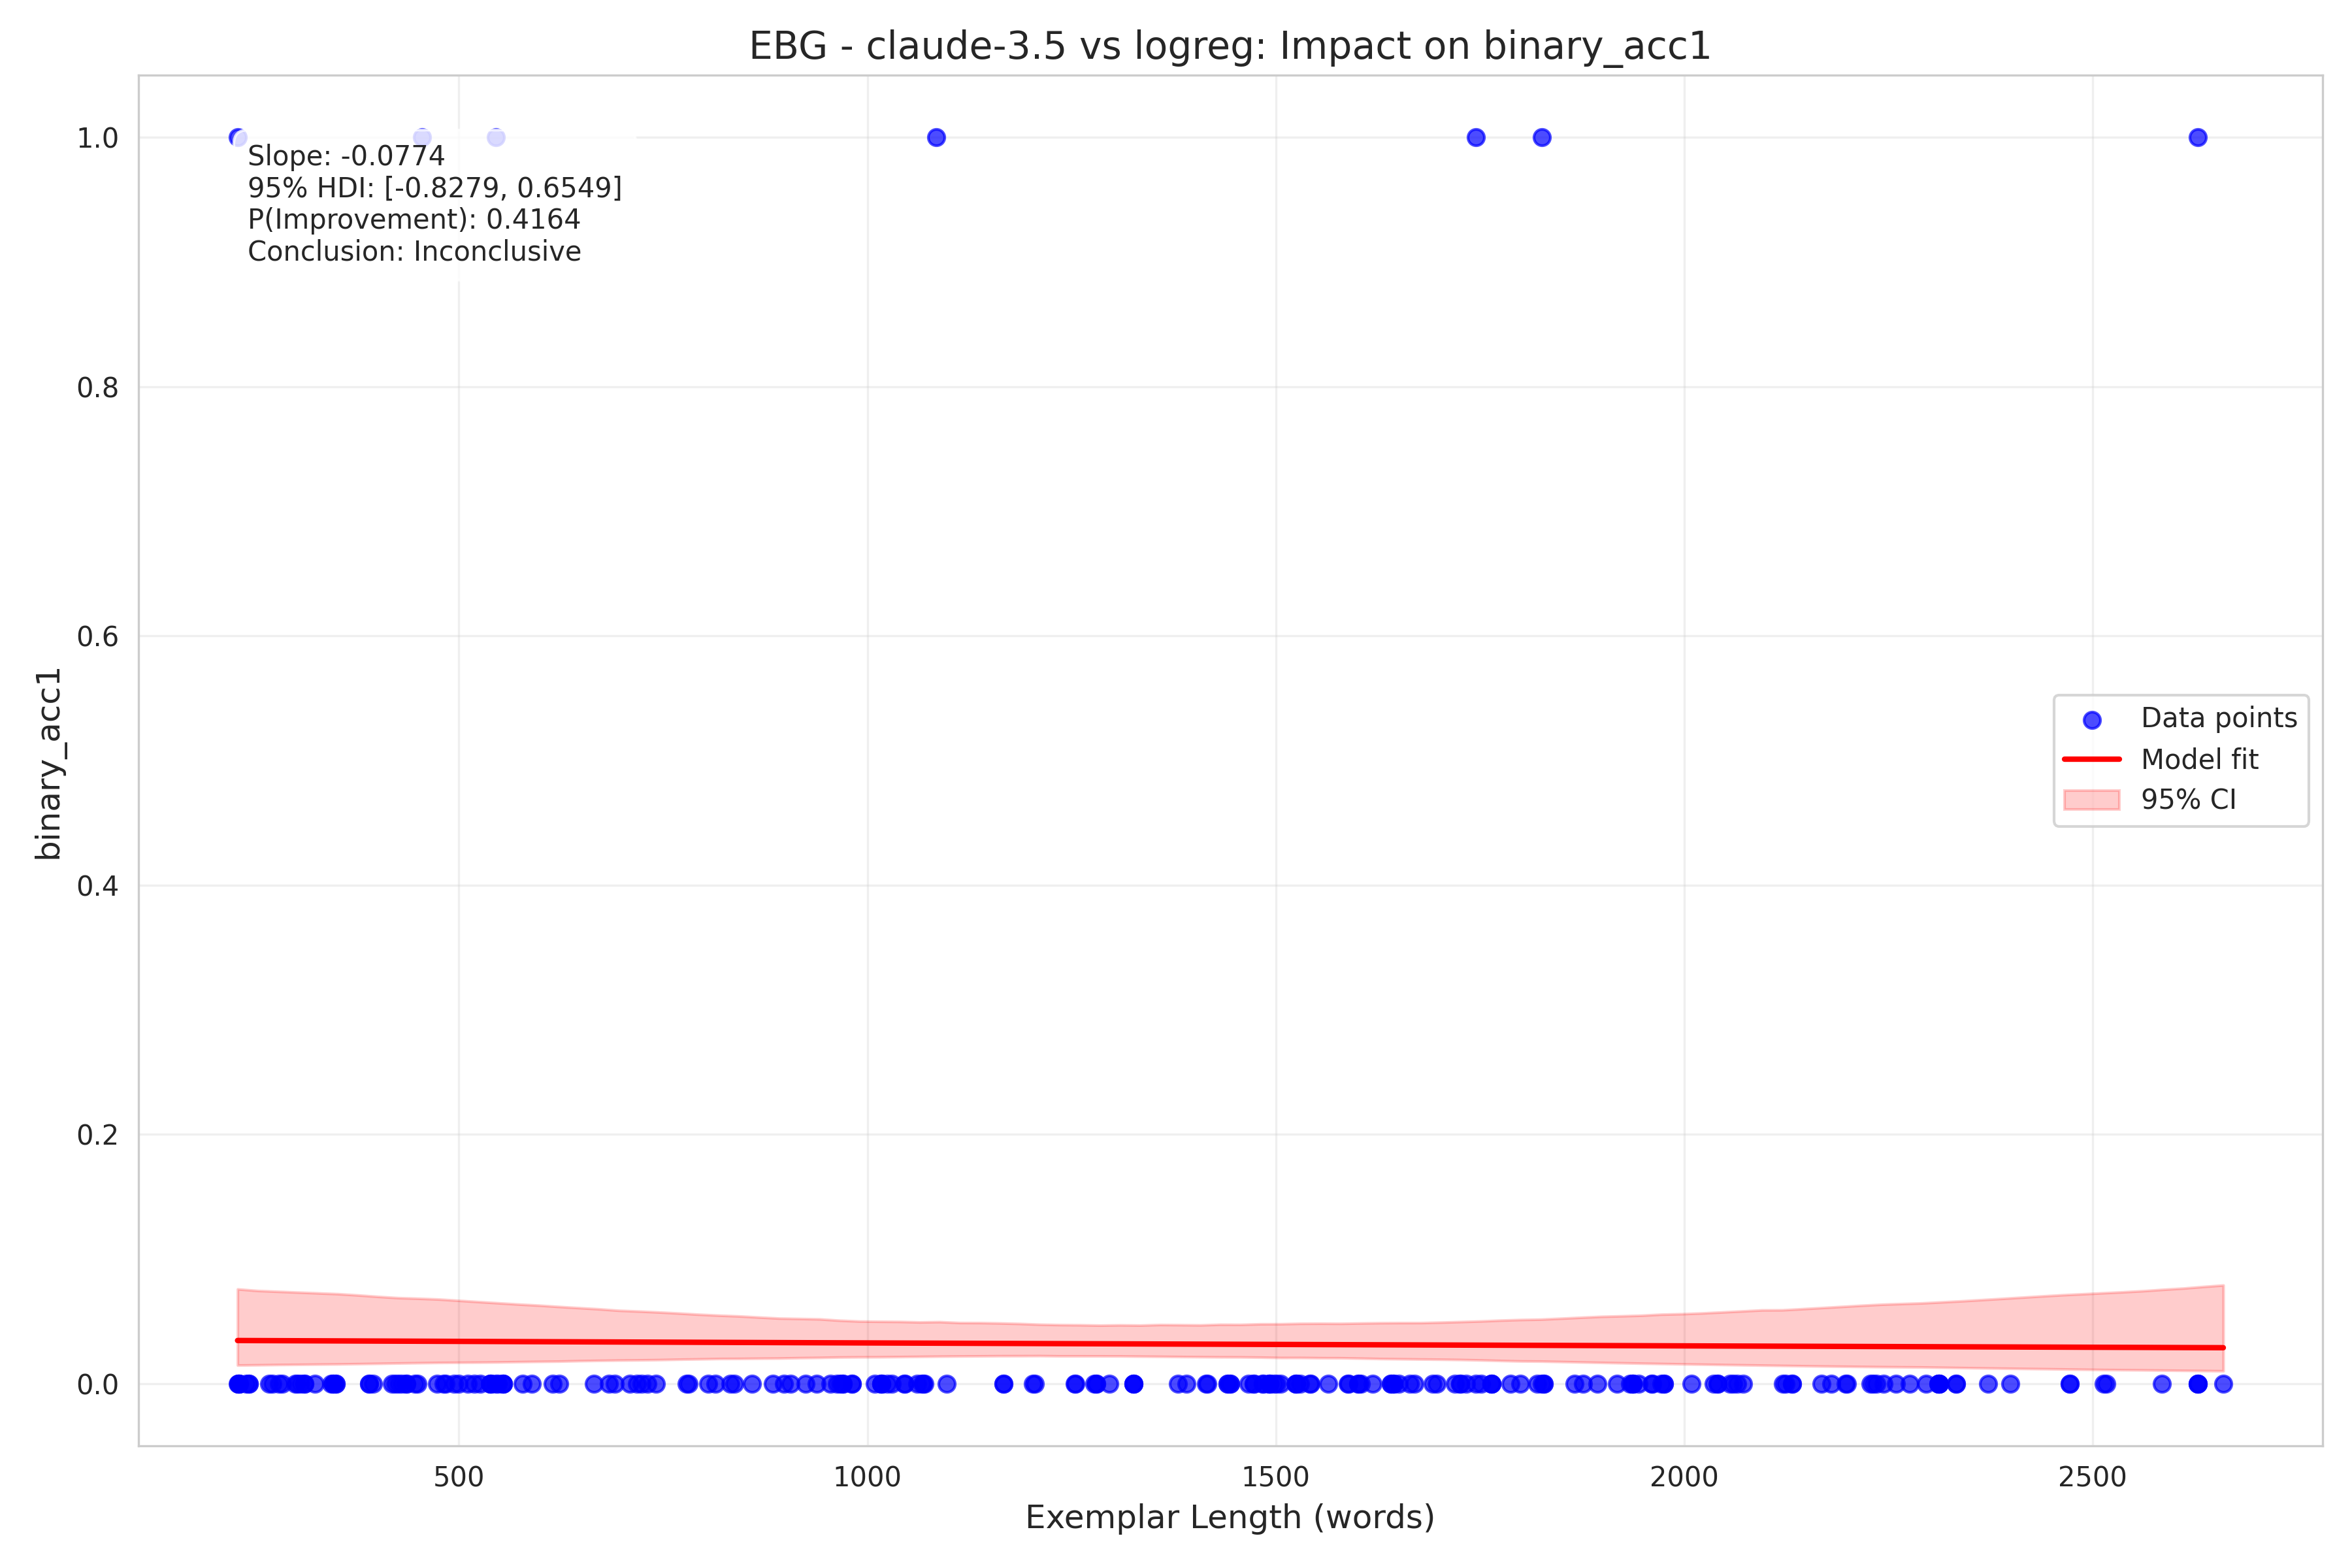 EBG - claude-3.5 vs logreg: Impact on binary_acc1
1.0
0.8
0.6
0.4
0.2
0.0
binary_acc1
Slope: -0.0774
95% HDI: [-0.8279, 0.6549]
P(Improvement): 0.4164
Conclusion: Inconclusive
Data points
Model fit
95% CI
500 1000 1500 2000 2500
Exemplar Length (words)